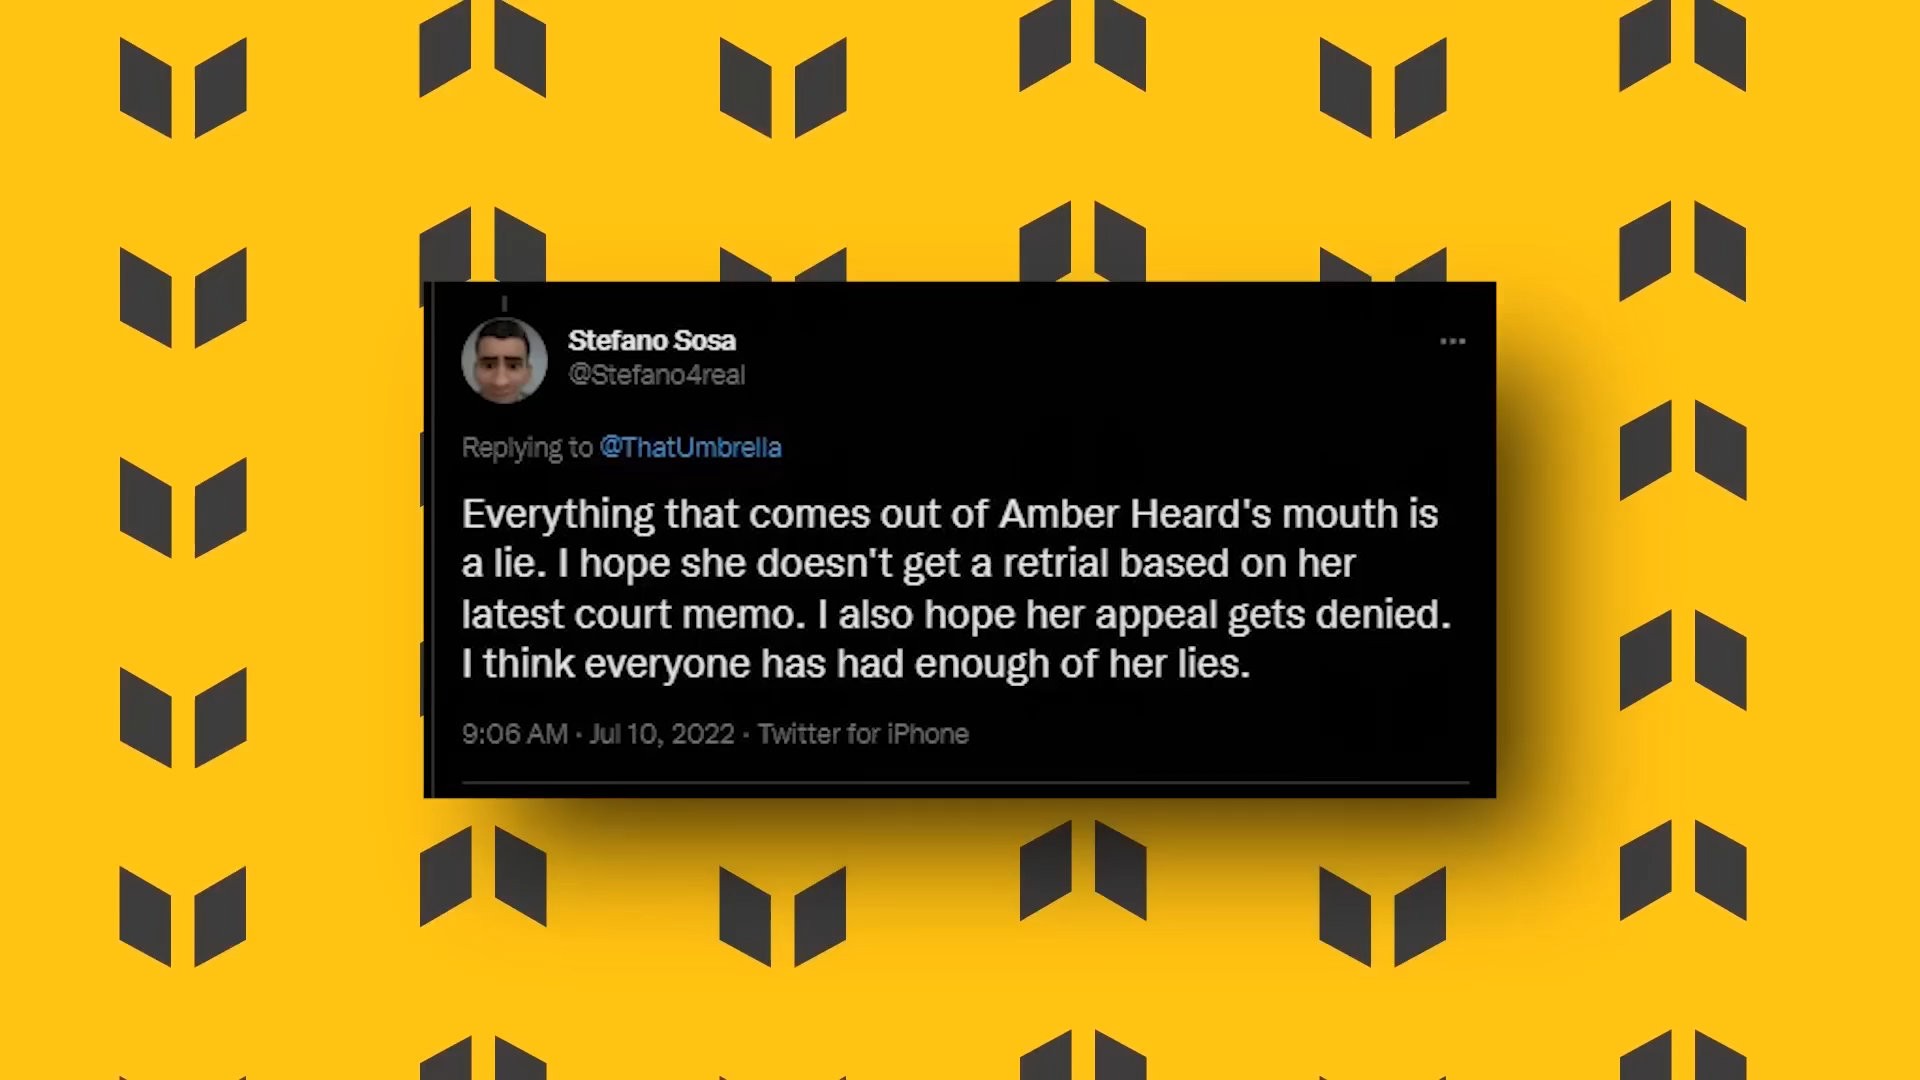 Stefano Sosa
@Stefano4real
Replying to @ThatUmbrella
Everything that comes out of Amber Heard's mouth is
a lie. I hope she doesn't get a retrial based on her
latest court memo. I also hope her appeal gets denied.
I think everyone has had enough of her lies.
9:06 AM · Jul 10, 2022 · Twitter for iPhone